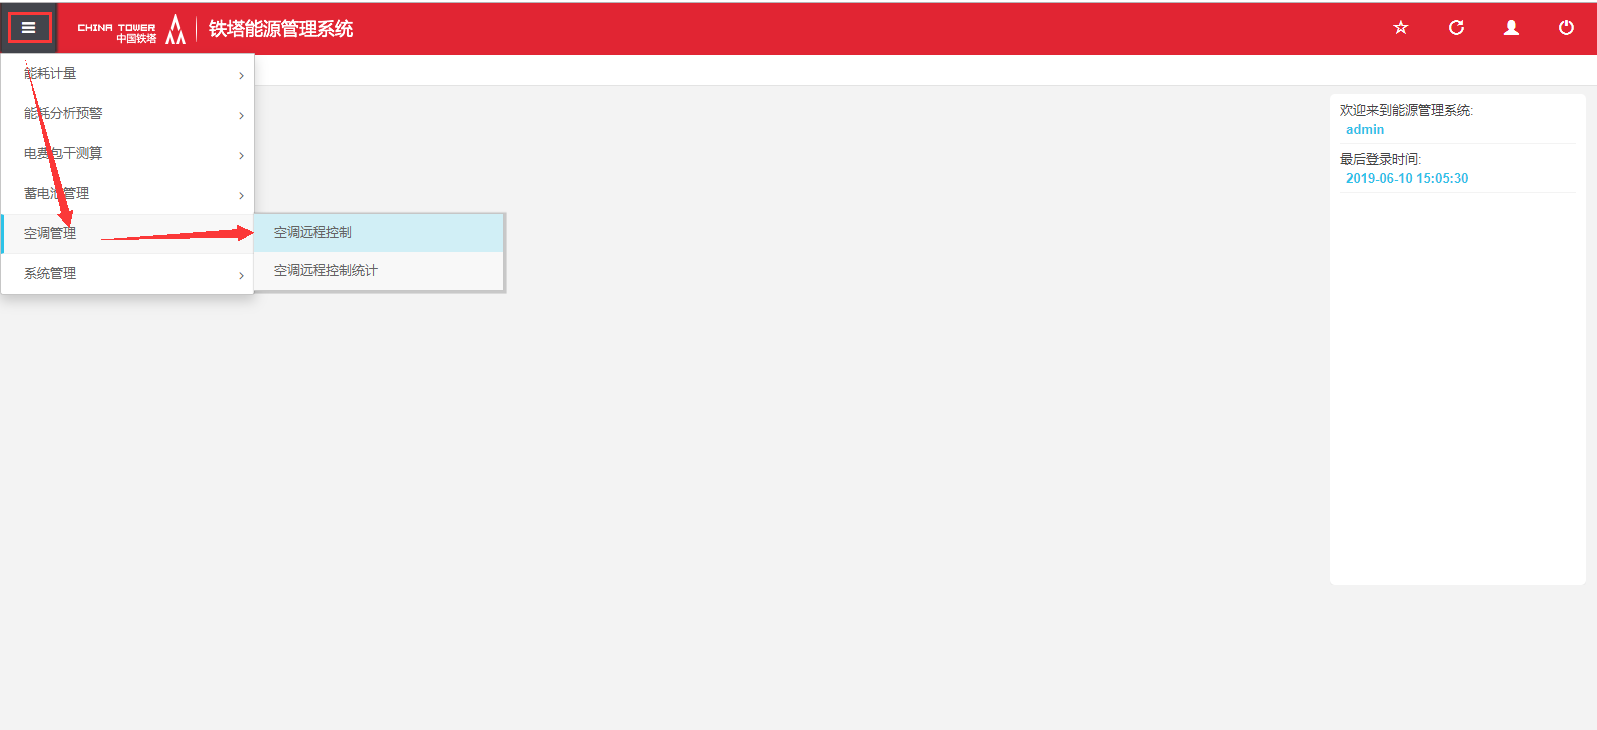 CHINA TOWER
中国铁塔
铁塔能源管理系统
能耗计量
能耗分析预警
电费包干测算
蓄电池管理
空调管理
系统管理
空调远程控制
空调远程控制统计
欢迎来到能源管理系统:
admin
最后登录时间:
2019-06-10 15:05:30